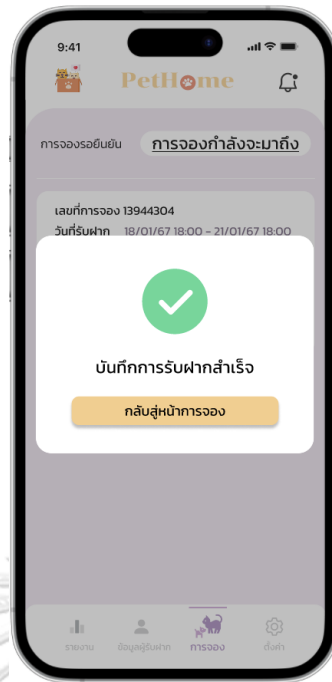 9:41
PetHome
การจองรอยืนยัน การจองกำลังจะมาถึง
เลขที่การจอง 13944304
วันที่รับฝาก 18/01/67 18:00 - 21/01/67 18:00
บันทึกการรับฝากสำเร็จ
กลับสู่หน้าการจอง
รายงาน ข้อมูลผู้รับฝาก การจอง ตั้งค่า